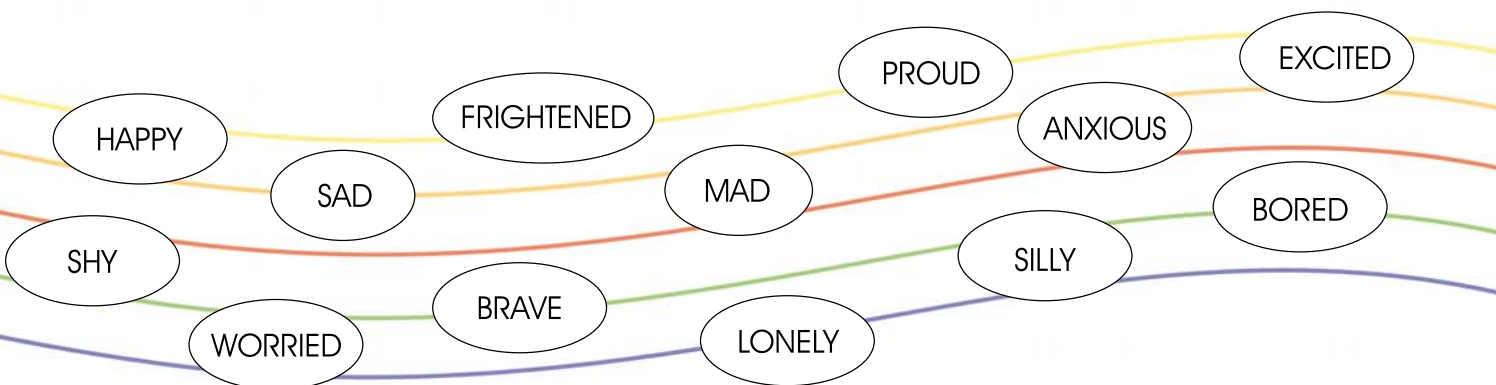 HAPPY
SAD
FRIGHTENED
MAD
PROUD
ANXIOUS
EXCITED
SHY
WORRIED
BRAVE
LONELY
SILLY
BORED